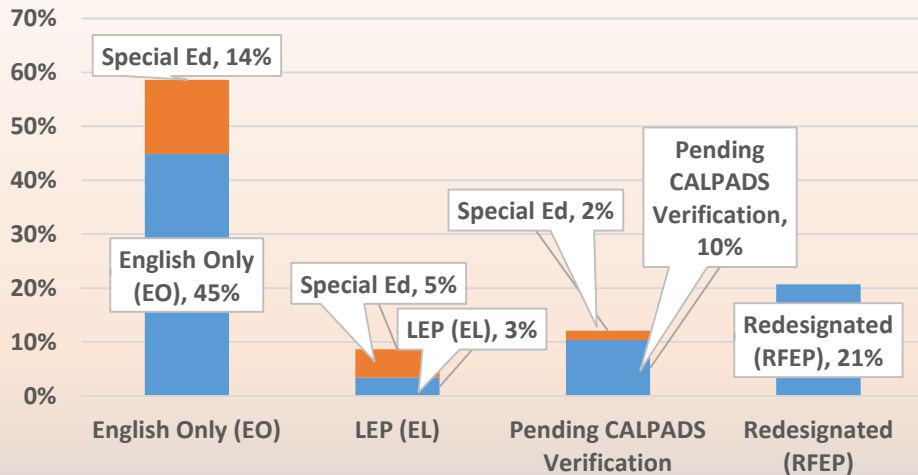 70%
60%
50%
40%
30%
20%
10%
0%
Special Ed, 14%
English Only
(EO), 45%
Special Ed, 5%
LEP (EL), 3%
Special Ed, 2%
Pending
CALPADS
Verification,
10%
Redesignated
(RFEP), 21%
English Only (EO)
LEP (EL)
Pending CALPADS
Verification
Redesignated
(RFEP)